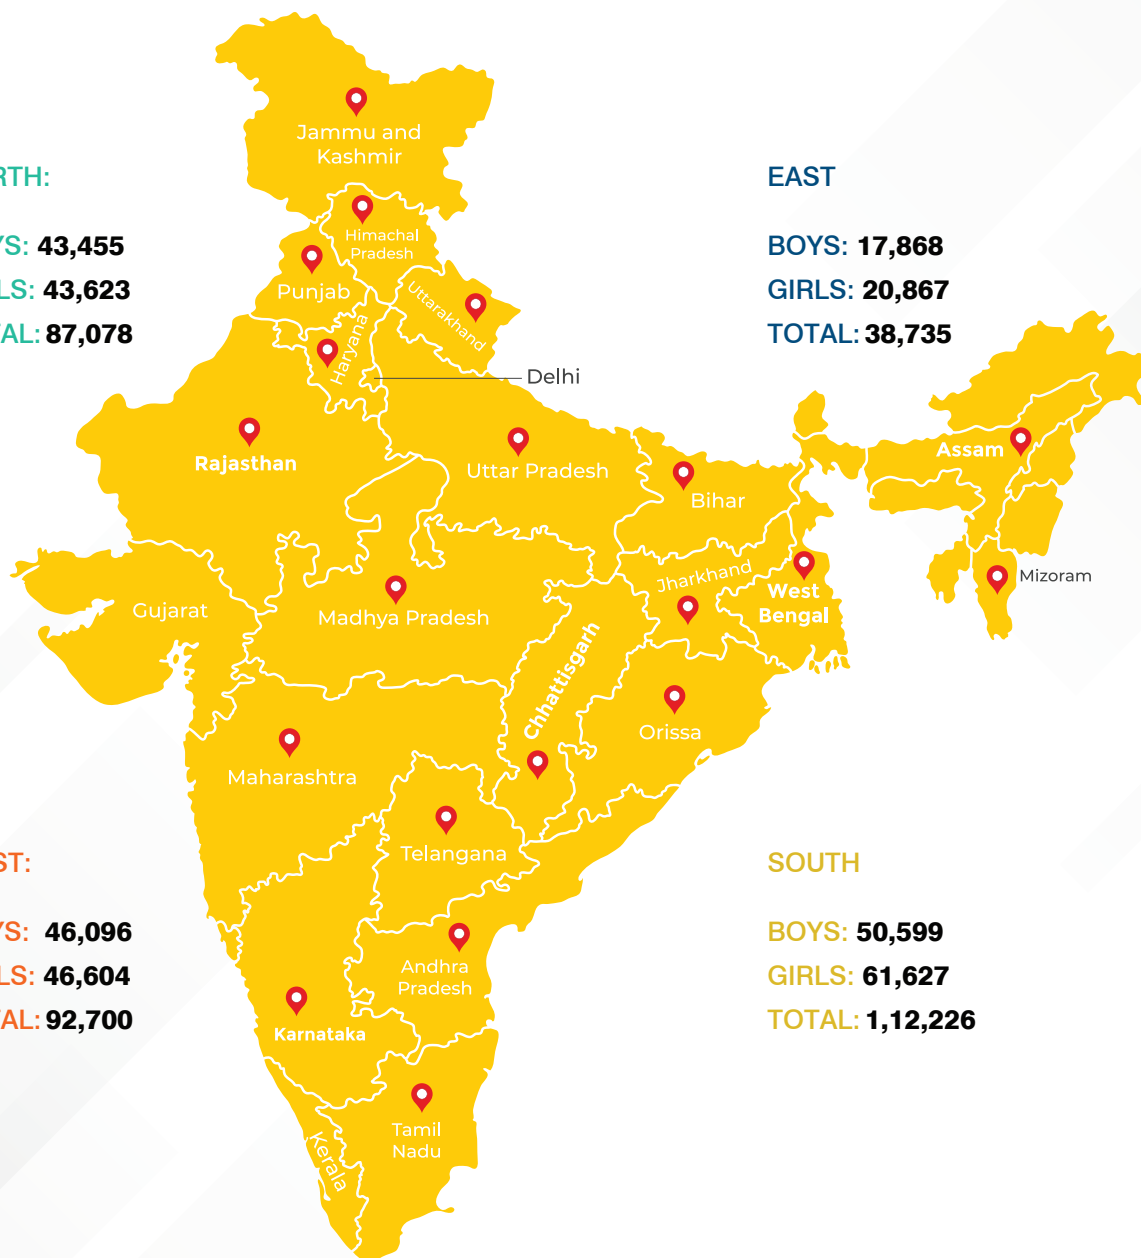 Jammu and
Kashmir
RTH:
YS: 43,455
LS: 43,623
TAL: 87,078
EAST
BOYS: 17,868
GIRLS: 20,867
TOTAL: 38,735
Himachal
Pradesh
Punjab
Uttarakhand
Haryana
Delhi
Rajasthan
Uttar Pradesh
Bihar
Assam
Mizoram
Jharkhand
West
Bengal
Gujarat
Madhya Pradesh
Chhattisgarh
Orissa
Maharashtra
Telangana
ST:
YS: 46,096
LS: 46,604
TAL: 92,700
SOUTH
BOYS: 50,599
GIRLS: 61,627
TOTAL: 1,12,226
Andhra
Pradesh
Karnataka
Tamil
Nadu
Kerala